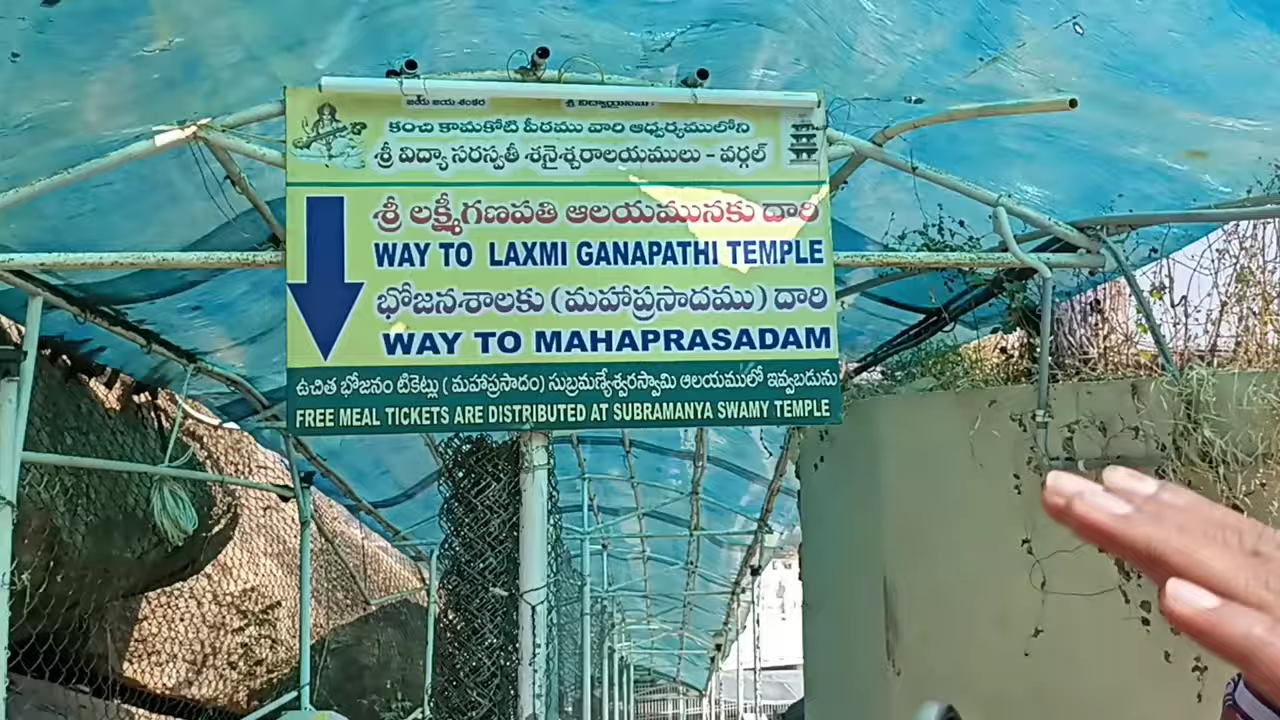 జయ జయ శంకర
కంచి కామకోటి పీఠము వారి ఆధ్వర్యములోని
శ్రీ విద్యా సరస్వతీ శనైశ్చరాలయములు - వర్గల్
శ్రీ లక్ష్మీగణపతి ఆలయమునకు దారి
WAY TO LAXMI GANAPATHI TEMPLE
భోజనశాలకు (మహాప్రసాదము) దారి
WAY TO MAHAPRASADAM
ఉచిత భోజనం టికెట్లు ( మహాప్రసాదం) సుబ్రమణ్యేశ్వరస్వామి ఆలయములో ఇవ్వబడును
FREE MEAL TICKETS ARE DISTRIBUTED AT SUBRAMANYA SWAMY TEMPLE